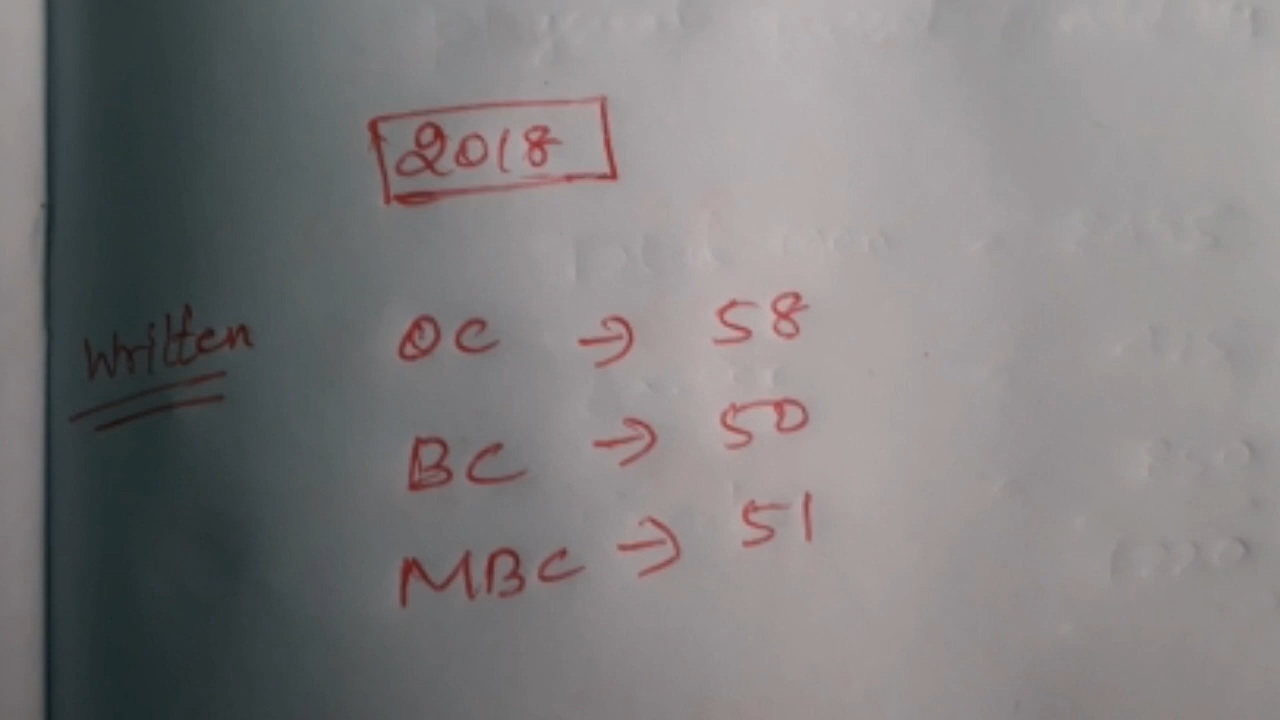 2018
Written OC → 58
BC → 50
MBC → 51